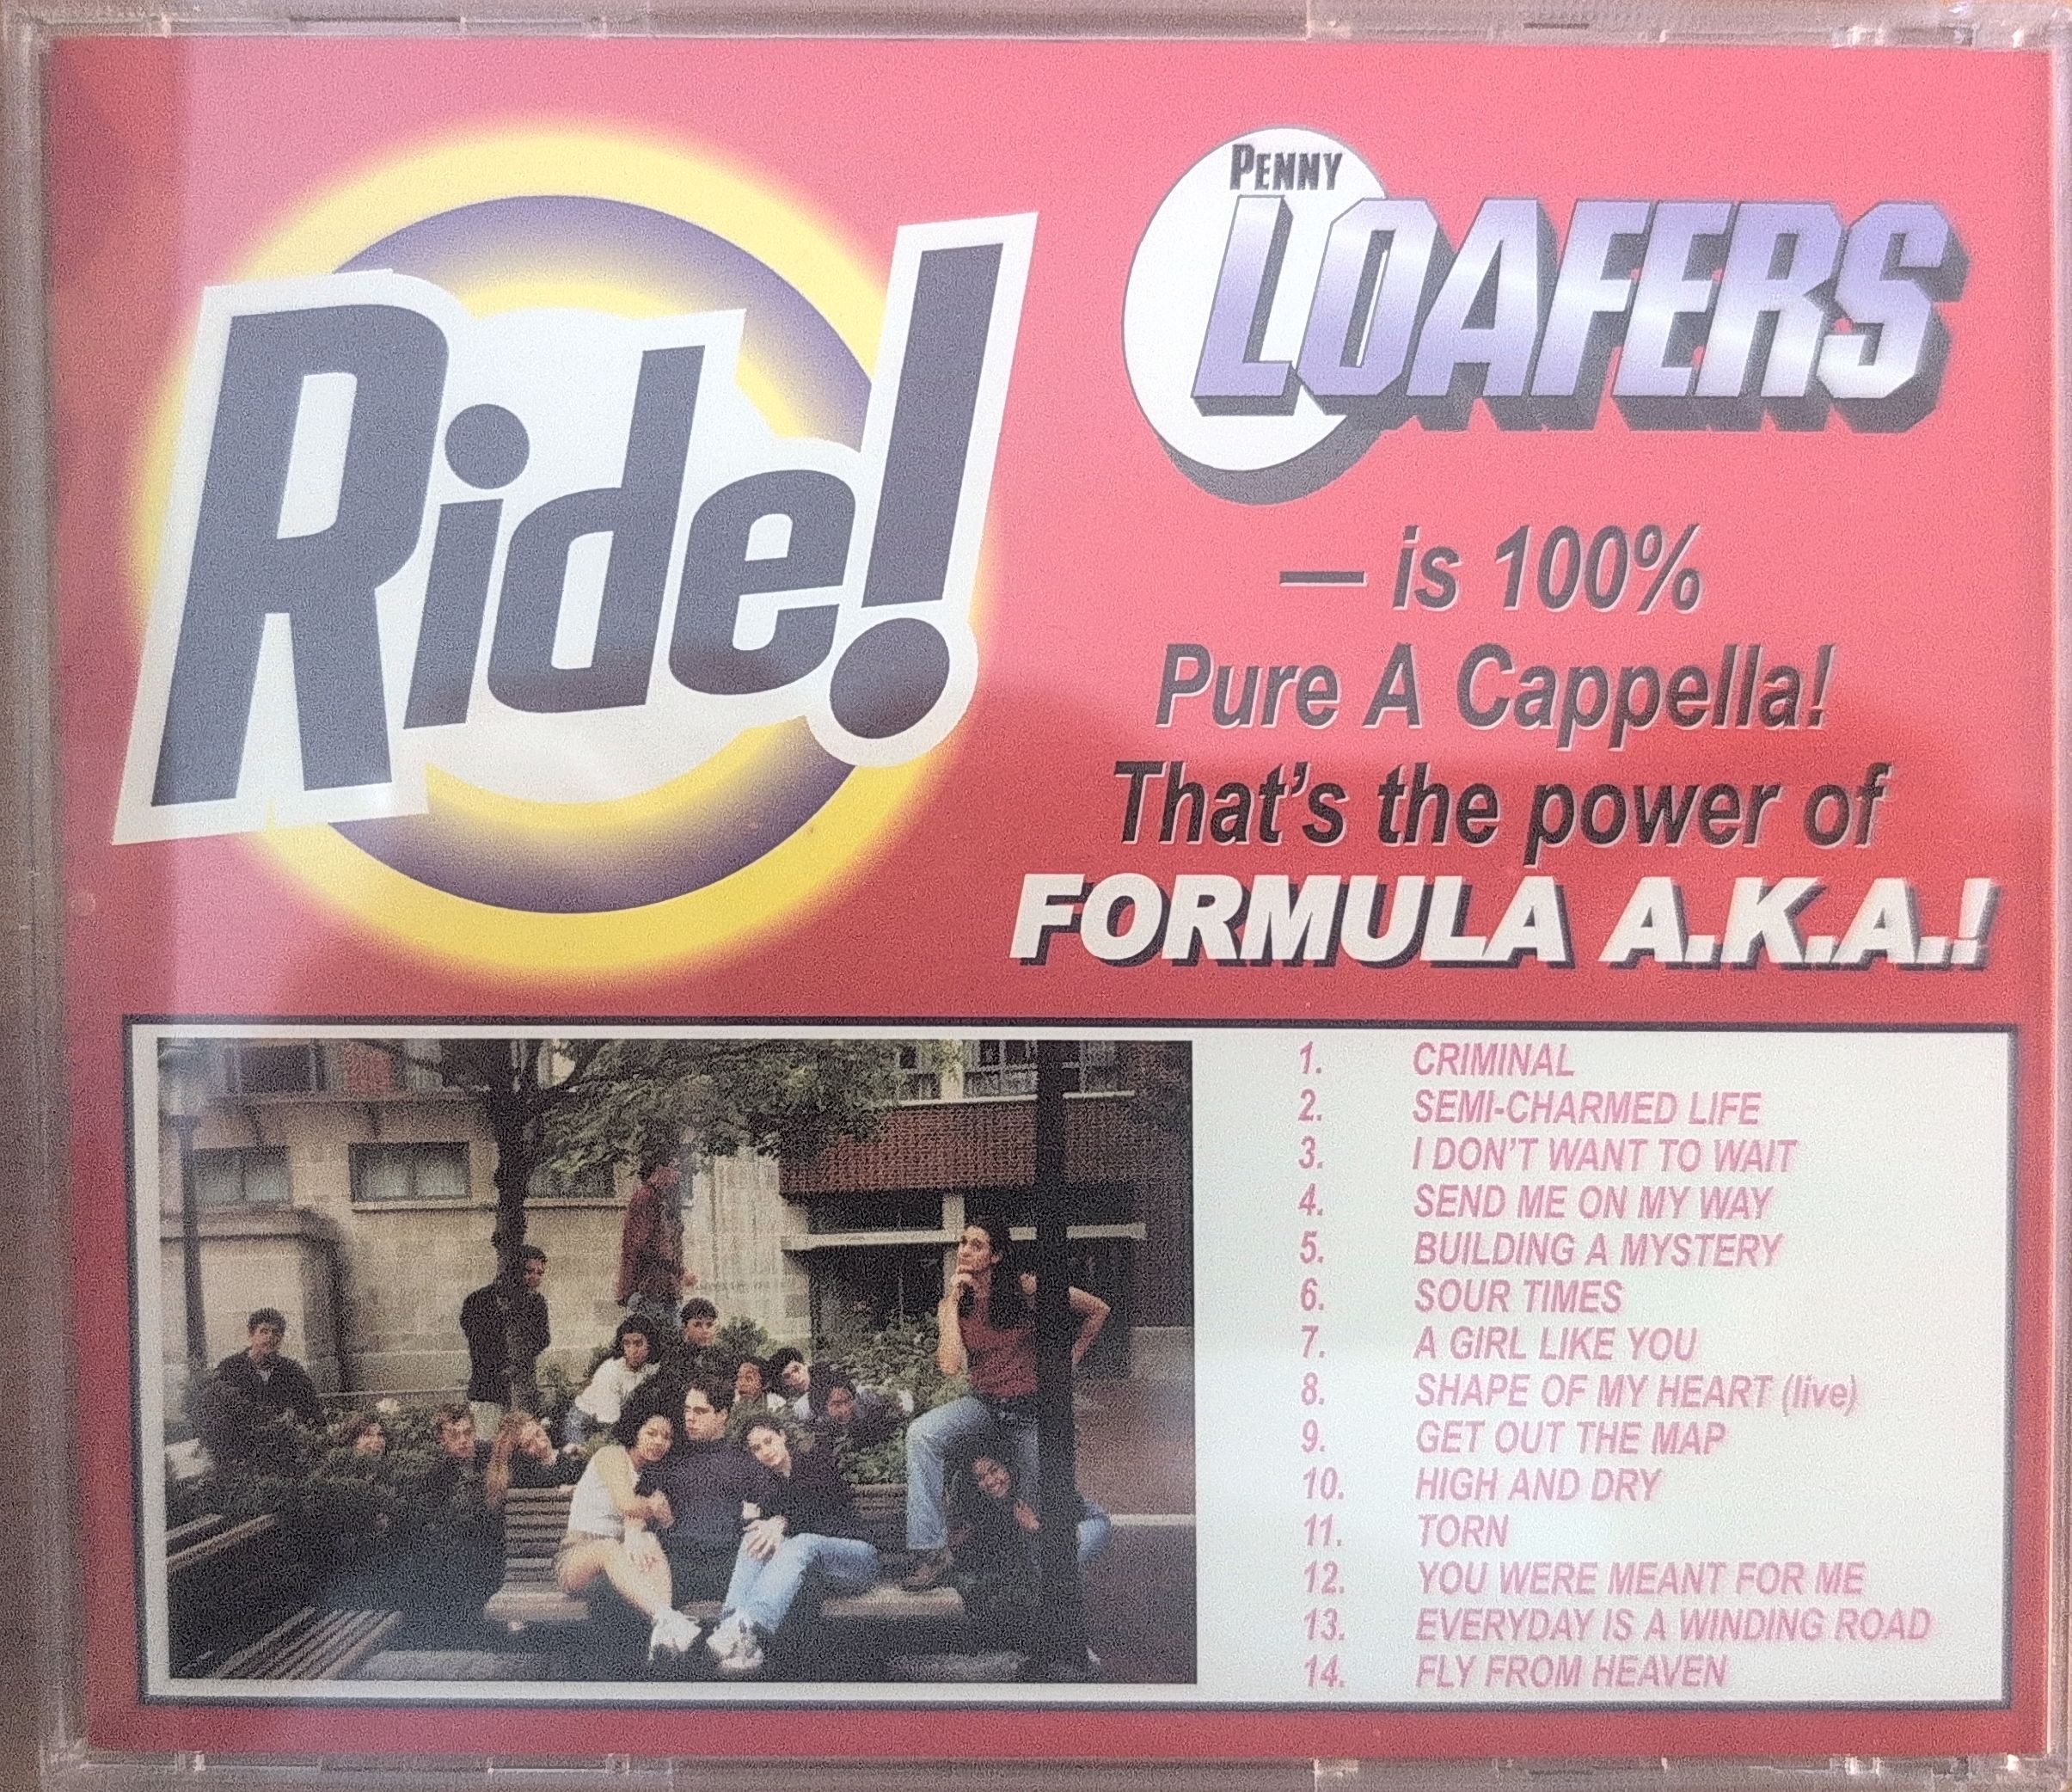 Ride!
PENNY
LOAFERS
— is 100%
Pure A Cappella!
That's the power of
FORMULA A.K.A.!
1. CRIMINAL
2. SEMI-CHARMED LIFE
3. I DON'T WANT TO WAIT
4. SEND ME ON MY WAY
5. BUILDING A MYSTERY
6. SOUR TIMES
7. A GIRL LIKE YOU
8. SHAPE OF MY HEART (live)
9. GET OUT THE MAP
10. HIGH AND DRY
11. TORN
12. YOU WERE MEANT FOR ME
13. EVERYDAY IS A WINDING ROAD
14. FLY FROM HEAVEN